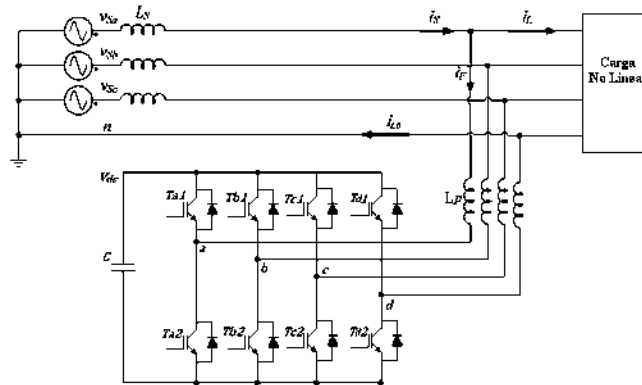 vSa
LS
iS
iL
vSb
iF
Carga
No Lineal
vSc
n
iL0
Vdc
Ta1
Tb1
Tc1
Td1
LF
a
b
c
d
C
Ta2
Tb2
Tc2
Td2